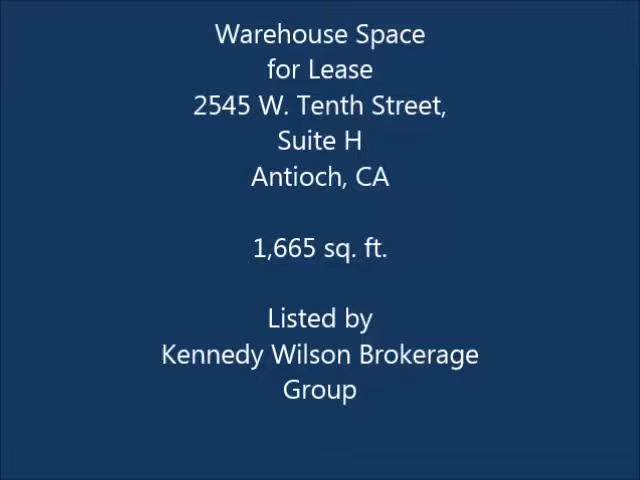 Warehouse Space
for Lease
2545 W. Tenth Street,
Suite H
Antioch, CA
1,665 sq. ft.
Listed by
Kennedy Wilson Brokerage
Group